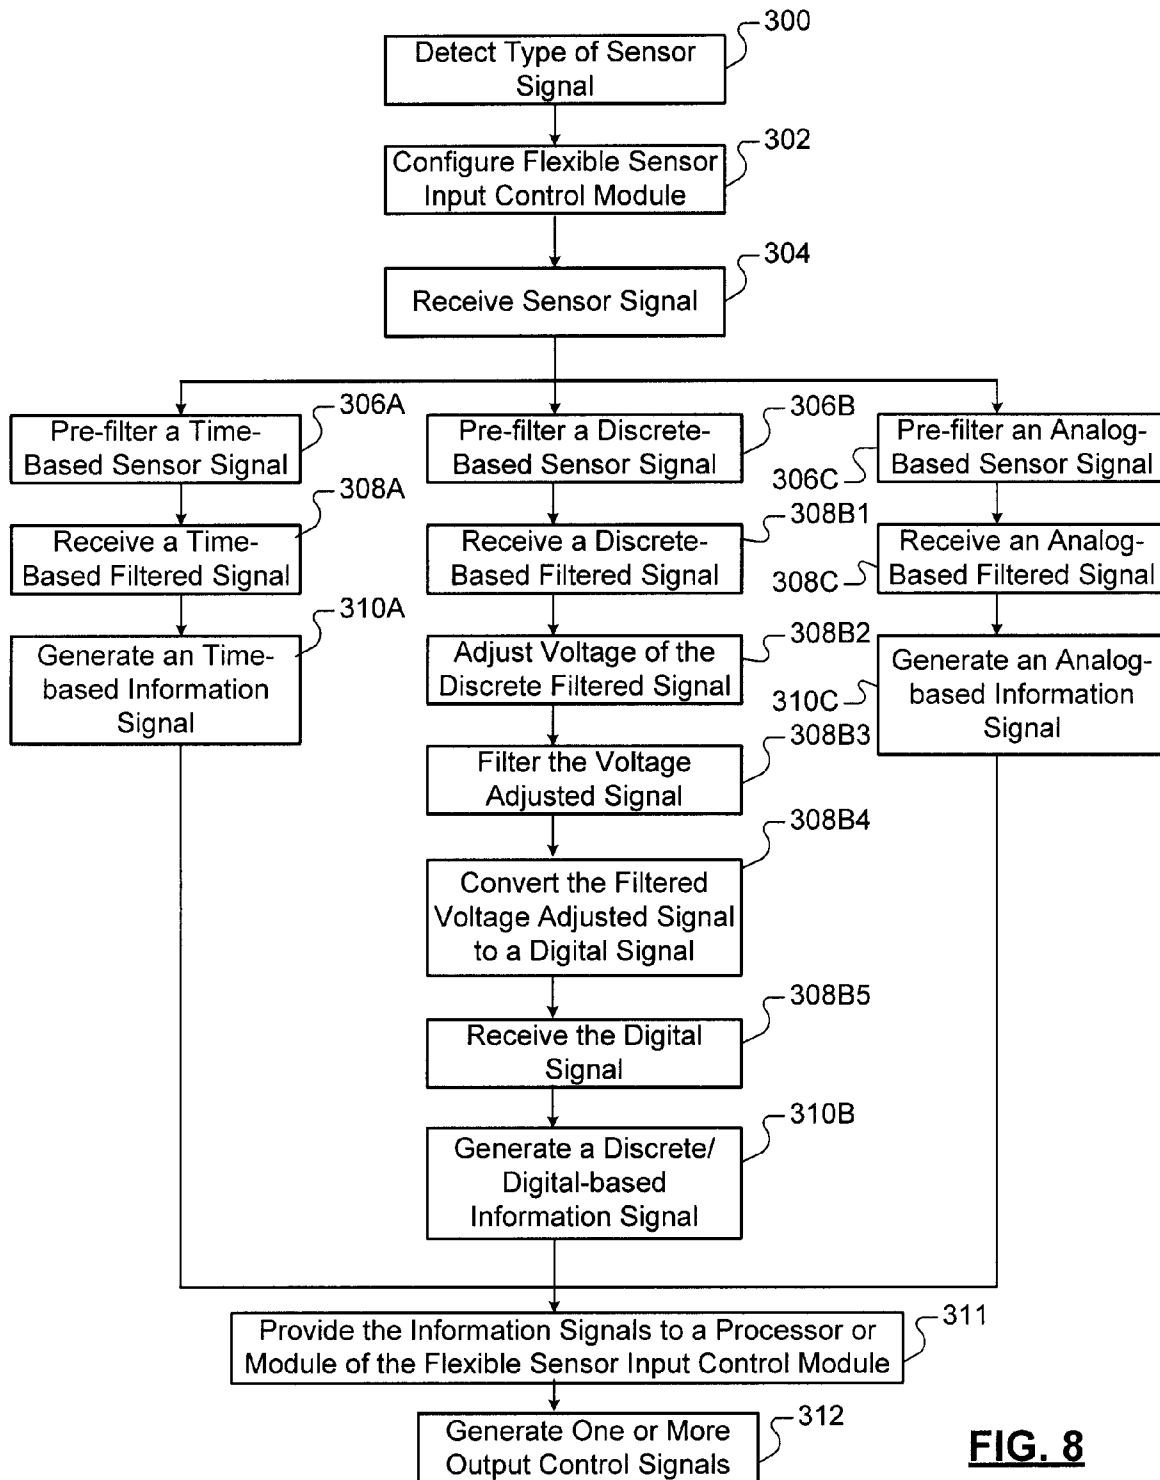 300
Detect Type of Sensor
Signal
302
Configure Flexible Sensor
Input Control Module
304
Receive Sensor Signal
306A
Pre-filter a Time-
Based Sensor Signal
306B
Pre-filter a Discrete-
Based Sensor Signal
306C
Pre-filter an Analog-
Based Sensor Signal
308A
Receive a Time-
Based Filtered Signal
308B1
Receive a Discrete-
Based Filtered Signal
308C
Receive an Analog-
Based Filtered Signal
310A
Generate an Time-
based Information
Signal
308B2
Adjust Voltage of the
Discrete Filtered Signal
310C
Generate an Analog-
based Information
Signal
308B3
Filter the Voltage
Adjusted Signal
308B4
Convert the Filtered
Voltage Adjusted Signal
to a Digital Signal
308B5
Receive the Digital
Signal
310B
Generate a Discrete/
Digital-based
Information Signal
311
Provide the Information Signals to a Processor or
Module of the Flexible Sensor Input Control Module
312
Generate One or More
Output Control Signals
FIG. 8